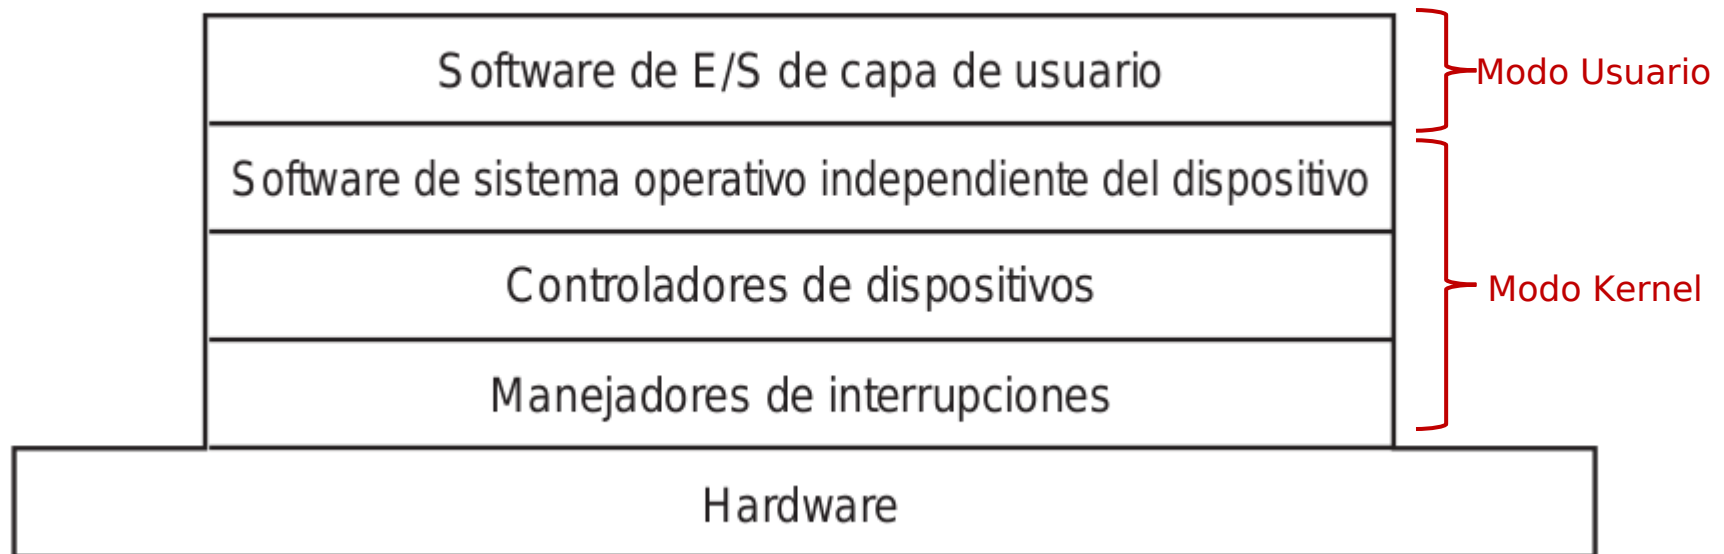 Software de E/S de capa de usuario
Modo Usuario
Software de sistema operativo independiente del dispositivo
Controladores de dispositivos
Modo Kernel
Manejadores de interrupciones
Hardware